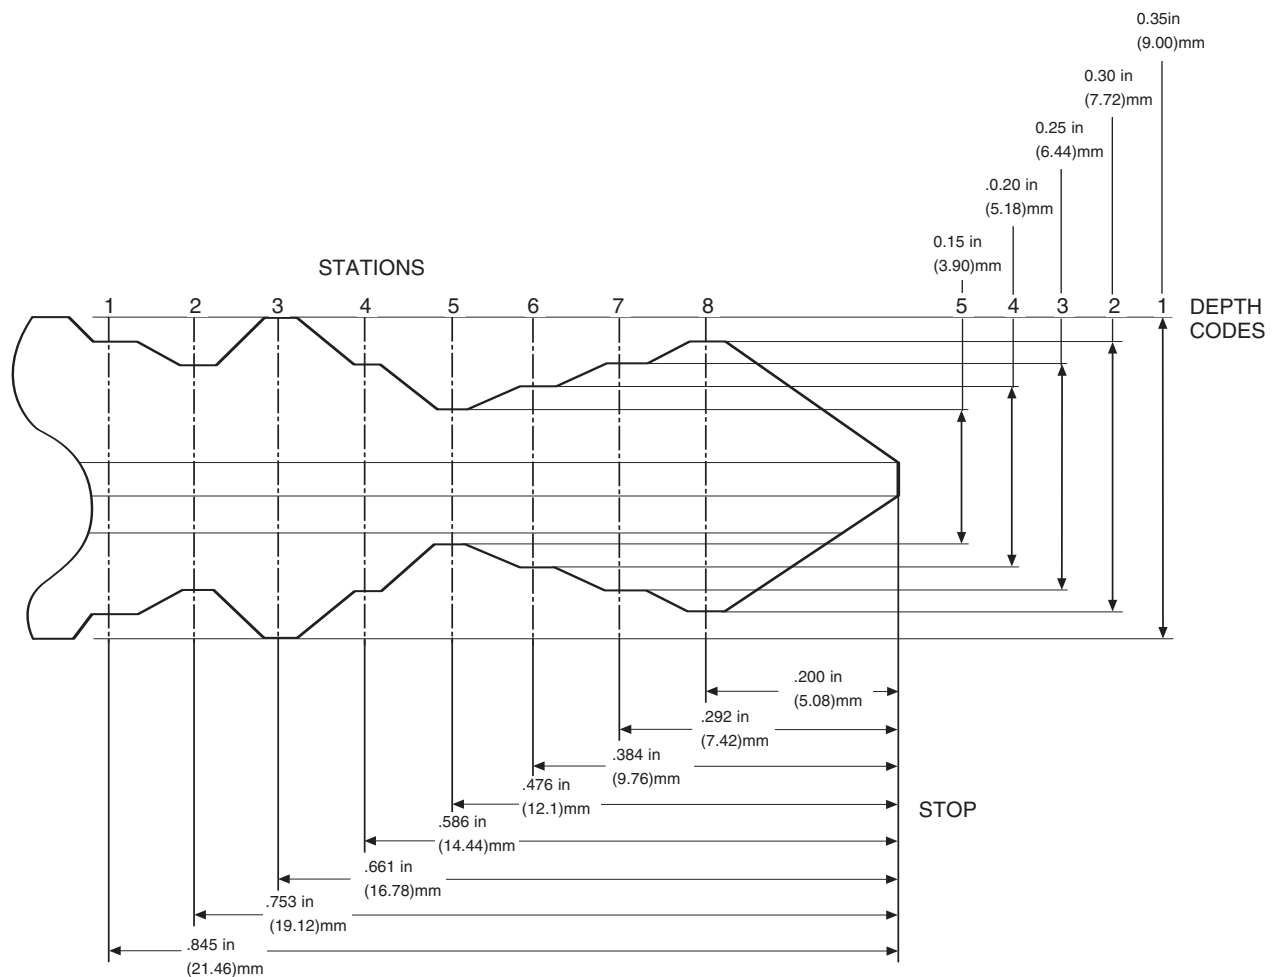 0.35in
(9.00)mm
0.30 in
(7.72)mm
0.25 in
(6.44)mm
.0.20 in
(5.18)mm
0.15 in
(3.90)mm
STATIONS
1 2 3 4 5 6 7 8 5 4 3 2 1 DEPTH
CODES
.200 in
(5.08)mm
.292 in
(7.42)mm
.384 in
(9.76)mm
.476 in
(12.1)mm
STOP
.586 in
(14.44)mm
.661 in
(16.78)mm
.753 in
(19.12)mm
.845 in
(21.46)mm